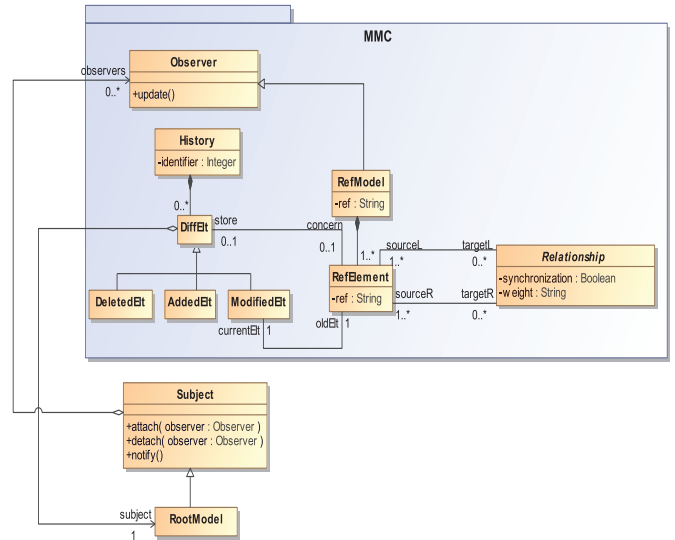 MMC
Observer
+update()
observers
0..*
History
-identifier : Integer
0..*
RefModel
-ref : String
DiffElt
store
0..1
concern
0..1
1..*
sourceL
1..*
targetL
0..*
Relationship
-synchronization : Boolean
-weight : String
RefElement
-ref : String
sourceR
1..*
targetR
0..*
DeletedElt
AddedElt
ModifiedElt
currentElt
1
oldElt
1
Subject
+attach( observer : Observer )
+detach( observer : Observer )
+notify()
subject
1
RootModel